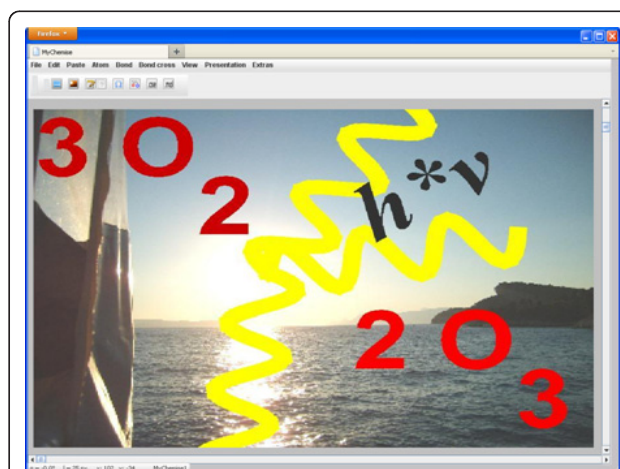 Firefox
MyChemise
File Edit Paste Atom Bond Bond cross View Presentation Extras
3 O
2
h*ν
2 O
3